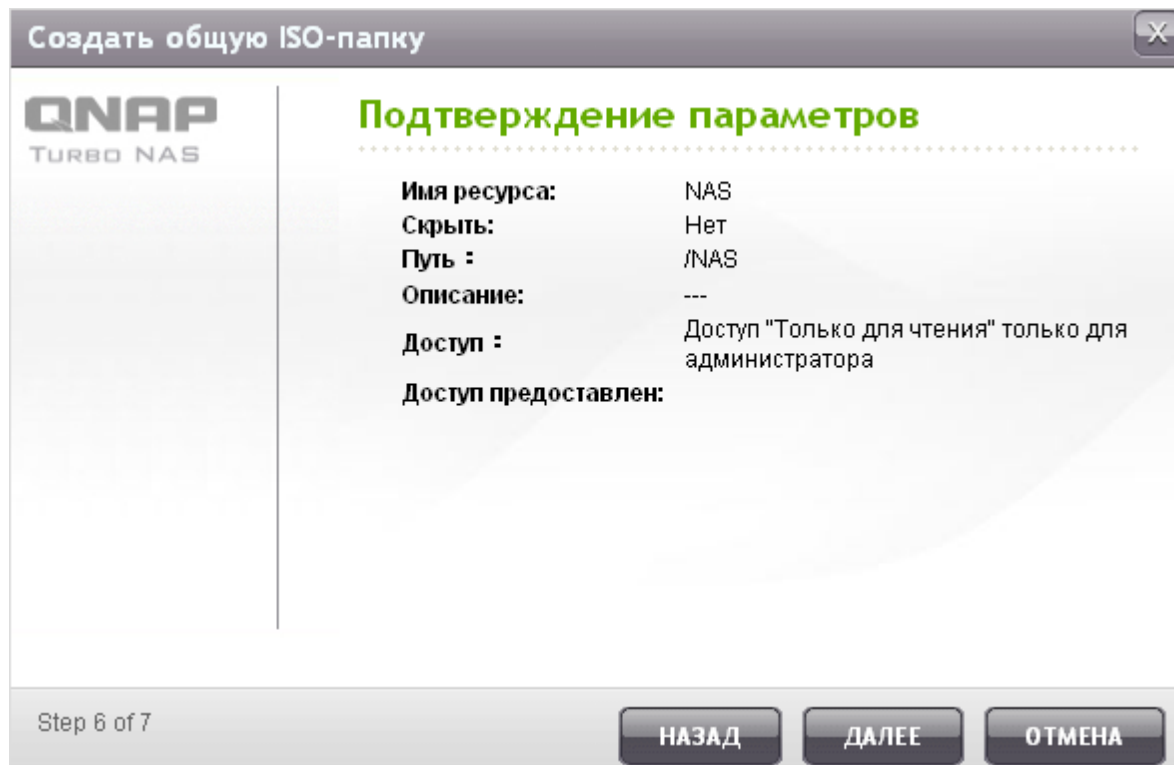 Создать общую ISO-папку
X
QNAP
TURBO NAS
Подтверждение параметров
Имя ресурса: NAS
Скрыть: Нет
Путь : /NAS
Описание: ---
Доступ : Доступ "Только для чтения" только для
администратора
Доступ предоставлен:
Step 6 of 7
НАЗАД ДАЛЕЕ ОТМЕНА